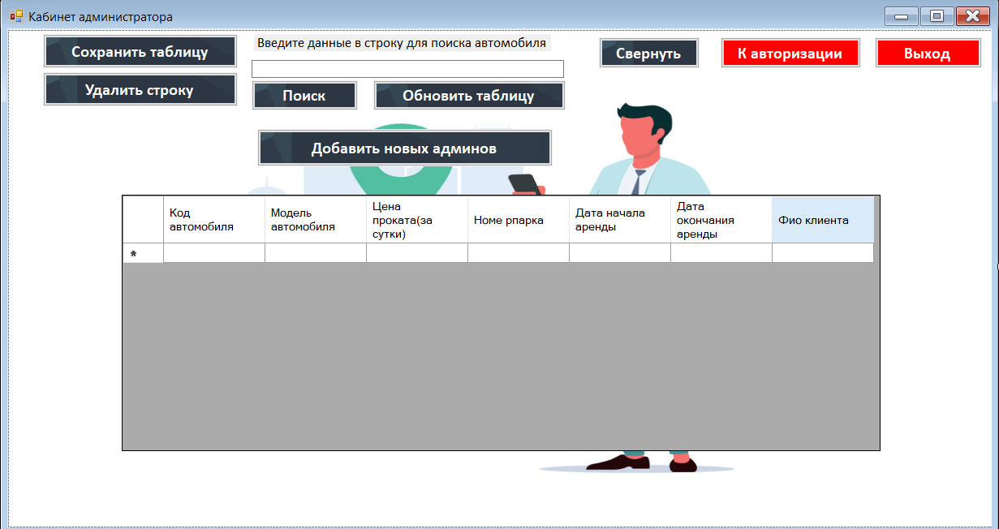 Кабинет администратора
Сохранить таблицу
Введите данные в строку для поиска автомобиля
Свернуть
К авторизации
Выход
Удалить строку
Поиск
Обновить таблицу
Добавить новых админов
Код
автомобиля
Модель
автомобиля
Цена
проката(за
сутки)
Номе рпарка
Дата начала
аренды
Дата
окончания
аренды
Фио клиента
*